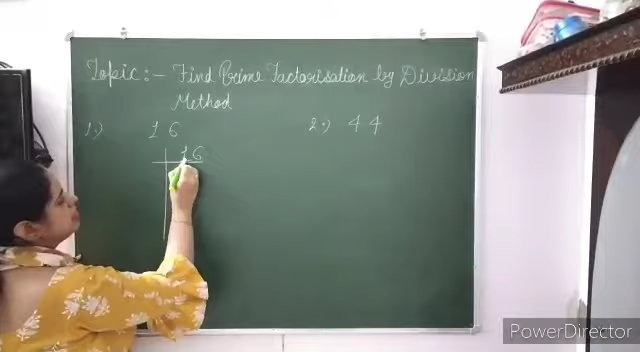 Topic :- Find Prime Factorisation by Division
Method
1.) 16
2.) 44
16
PowerDirector